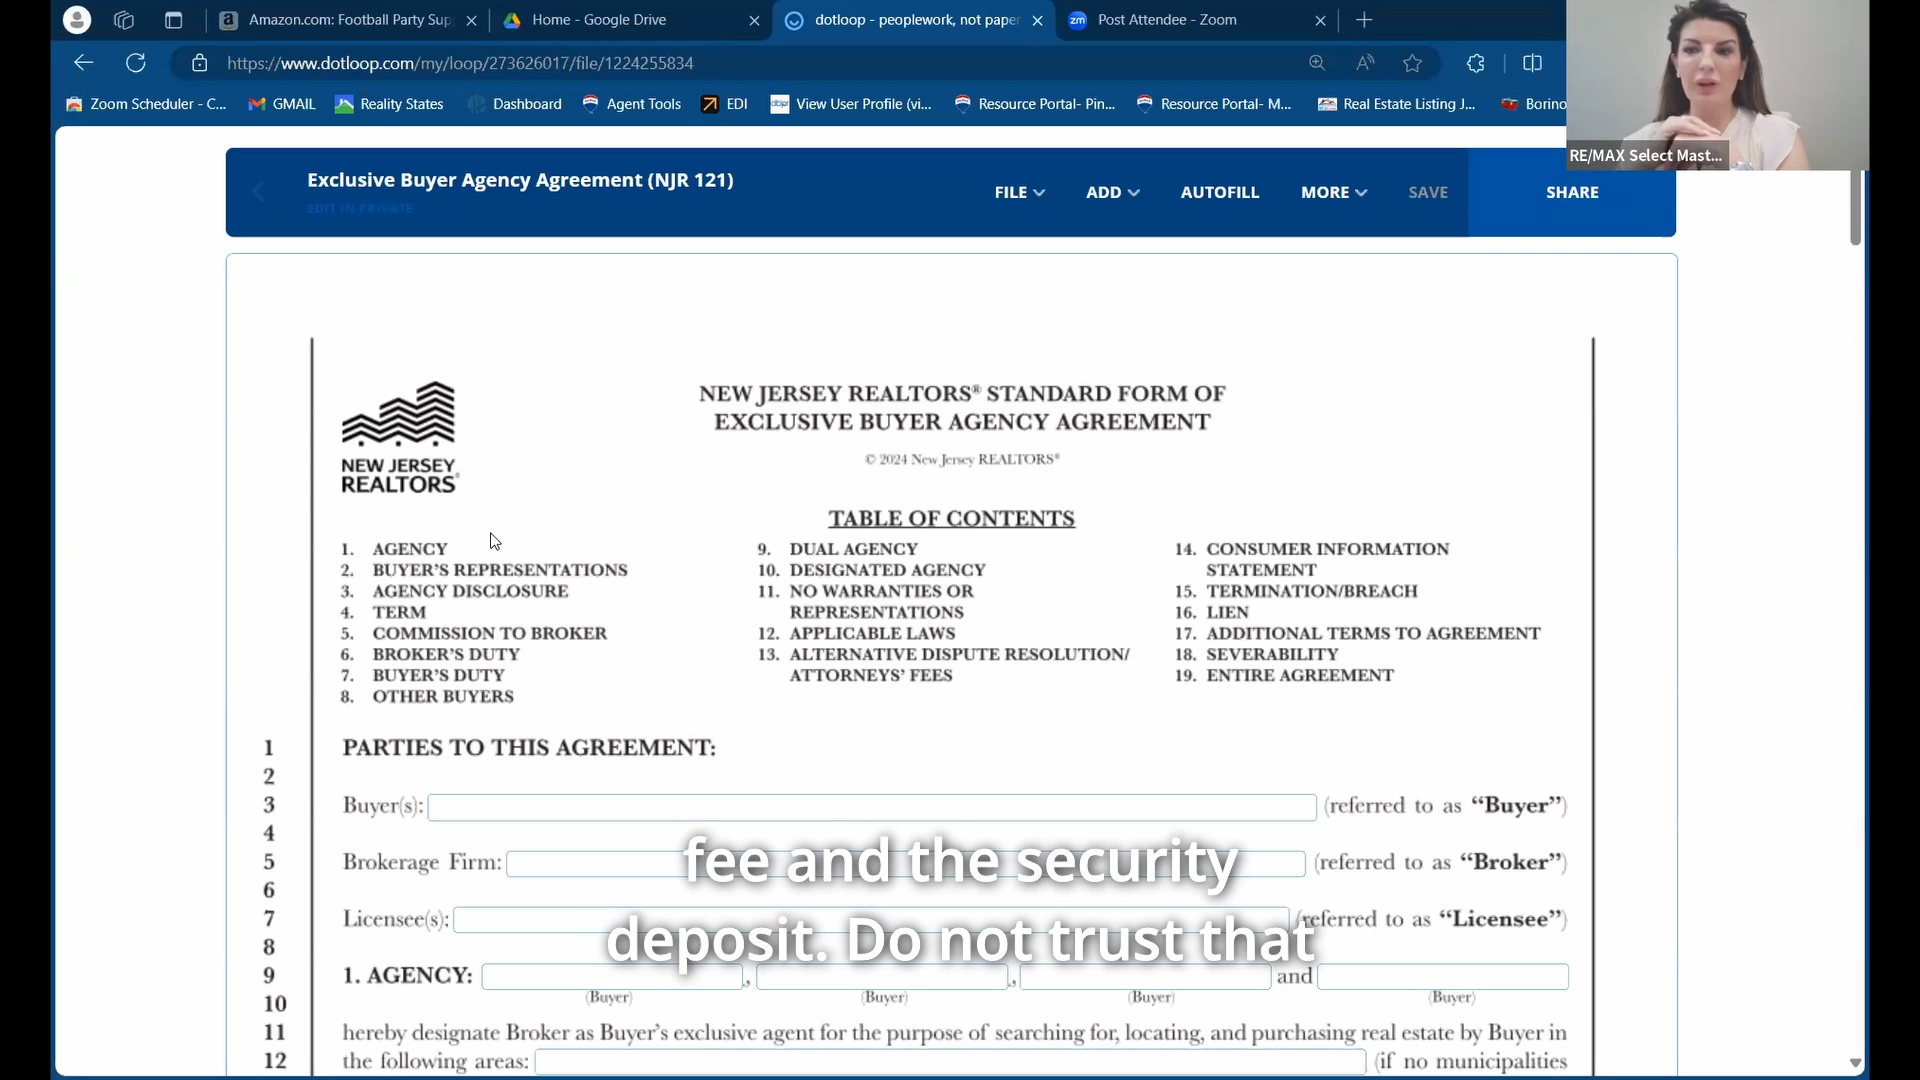 Amazon.com: Football Party Sup
Home - Google Drive
dotloop - peoplework, not paper
zm
Post Attendee - Zoom
https://www.dotloop.com/my/loop/273626017/file/1224255834
Zoom Scheduler - C...
GMAIL
Reality States
Dashboard
Agent Tools
EDI
View User Profile (vi...
Resource Portal- Pin...
Resource Portal- M...
Real Estate Listing J...
Borino
RE/MAX Select Mast...
Exclusive Buyer Agency Agreement (NJR 121)
EDIT IN PRIVATE
FILE
ADD
AUTOFILL
MORE
SAVE
SHARE
NEW JERSEY REALTORS® STANDARD FORM OF
EXCLUSIVE BUYER AGENCY AGREEMENT
© 2024 New Jersey REALTORS®
NEW JERSEY
REALTORS®
TABLE OF CONTENTS
1. AGENCY
2. BUYER'S REPRESENTATIONS
3. AGENCY DISCLOSURE
4. TERM
5. COMMISSION TO BROKER
6. BROKER'S DUTY
7. BUYER'S DUTY
8. OTHER BUYERS
9. DUAL AGENCY
10. DESIGNATED AGENCY
11. NO WARRANTIES OR
REPRESENTATIONS
12. APPLICABLE LAWS
13. ALTERNATIVE DISPUTE RESOLUTION/
ATTORNEYS' FEES
14. CONSUMER INFORMATION
STATEMENT
15. TERMINATION/BREACH
16. LIEN
17. ADDITIONAL TERMS TO AGREEMENT
18. SEVERABILITY
19. ENTIRE AGREEMENT
1 PARTIES TO THIS AGREEMENT:
2
3 Buyer(s): (referred to as “Buyer”)
4
5 Brokerage Firm: (referred to as “Broker”)
6
7 Licensee(s): (referred to as “Licensee”)
8
9 1. AGENCY: , , and
10 (Buyer) (Buyer) (Buyer) (Buyer)
11 hereby designate Broker as Buyer's exclusive agent for the purpose of searching for, locating, and purchasing real estate by Buyer in
12 the following areas: (if no municipalities
fee and the security
deposit. Do not trust that